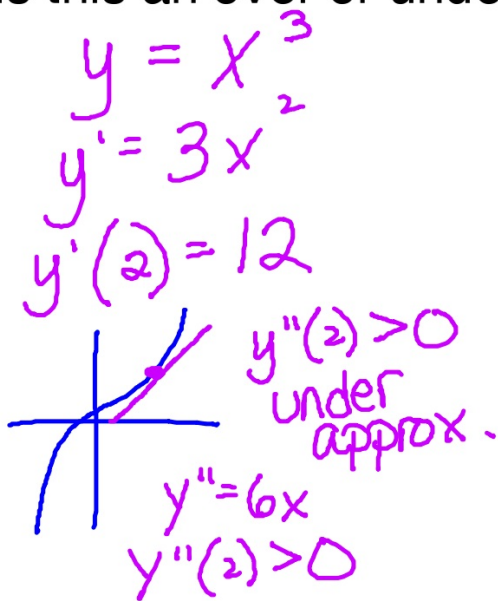 y = x³
y' = 3x²
y'(2) = 12
y"(2) > 0
under
approx.
y" = 6x
y"(2) > 0